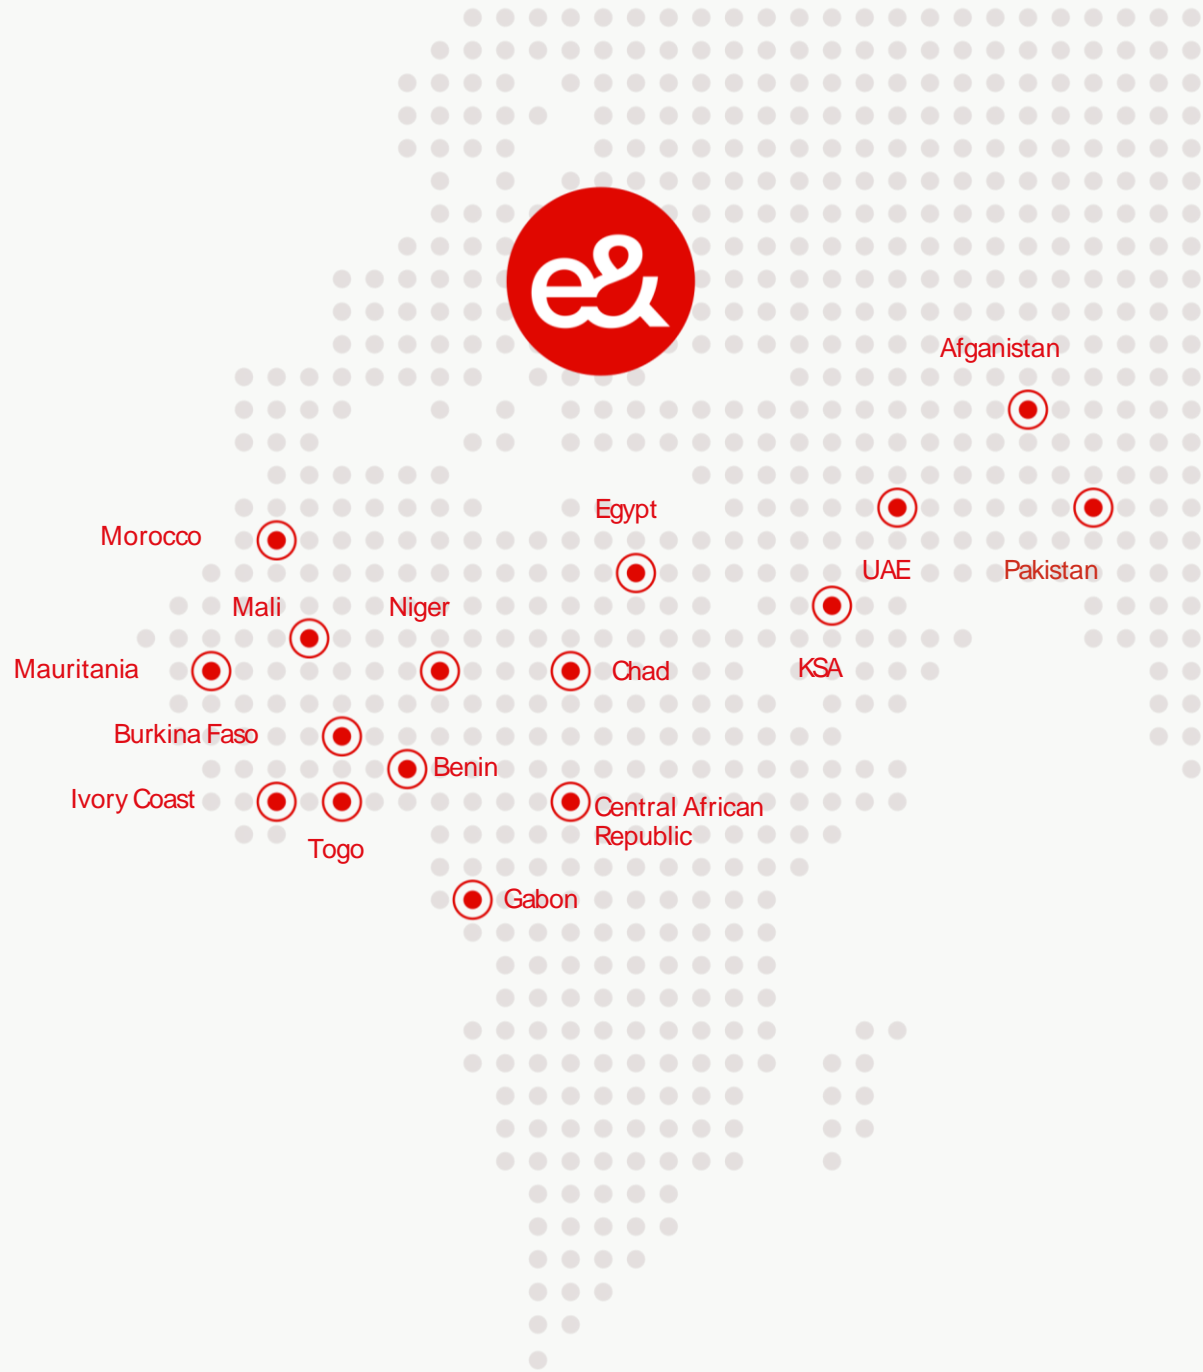 e&
Afganistan
Egypt
Morocco
UAE
Pakistan
Mali
Niger
Mauritania
Chad
KSA
Burkina Faso
Benin
Ivory Coast
Central African
Republic
Togo
Gabon